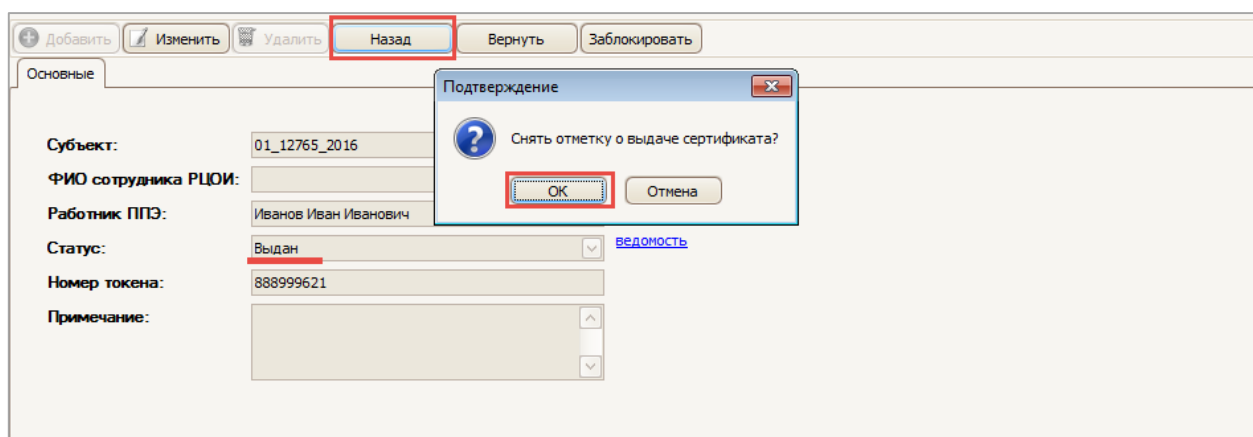 Добавить Изменить Удалить Назад Вернуть Заблокировать
Основные
Подтверждение
Снять отметку о выдаче сертификата?
ОК Отмена
Субъект: 01_12765_2016
ФИО сотрудника РЦОИ:
Работник ППЭ: Иванов Иван Иванович
Статус: Выдан ведомость
Номер токена: 888999621
Примечание: